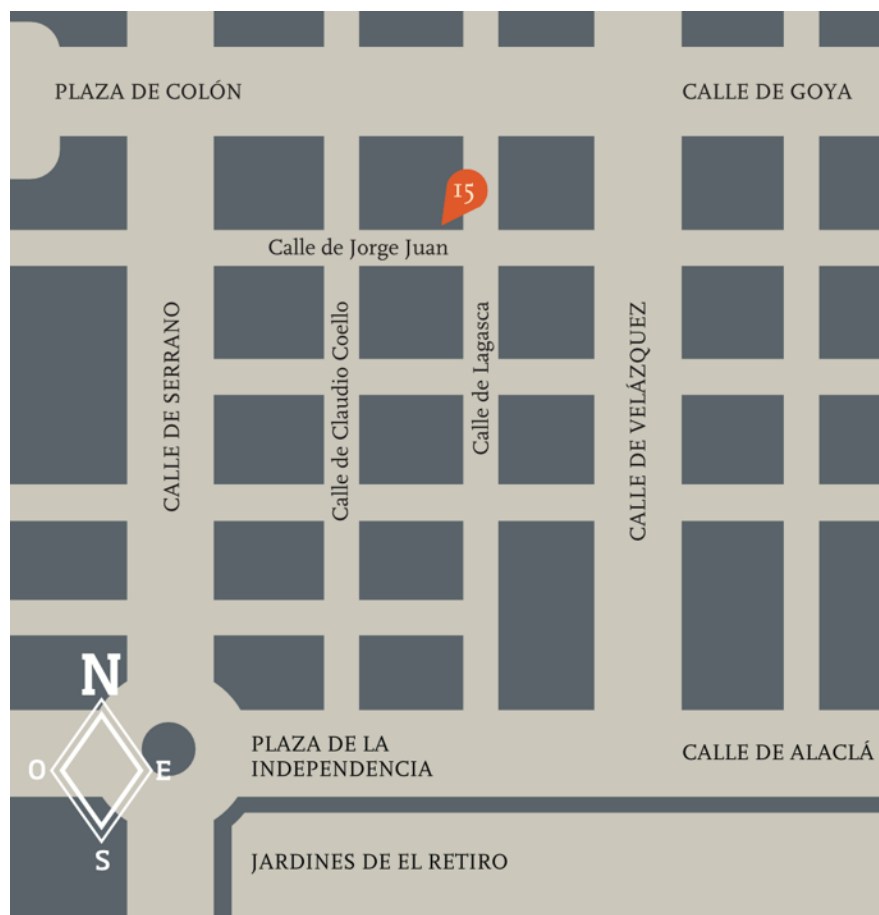 PLAZA DE COLÓN
CALLE DE GOYA
15
Calle de Jorge Juan
CALLE DE SERRANO
Calle de Claudio Coello
Calle de Lagasca
CALLE DE VELÁZQUEZ
N
O
E
S
PLAZA DE LA
INDEPENDENCIA
CALLE DE ALACLÁ
JARDINES DE EL RETIRO